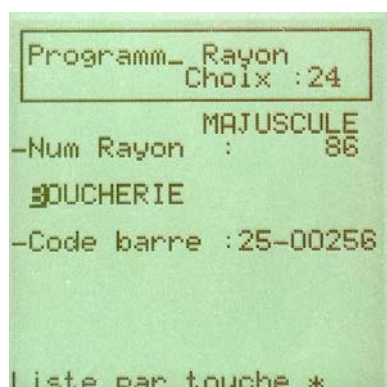 Programm_ Rayon
Choix :24
MAJUSCULE
-Num Rayon : 86
BOUCHERIE
-Code barre :25-00256
Liste par touche *